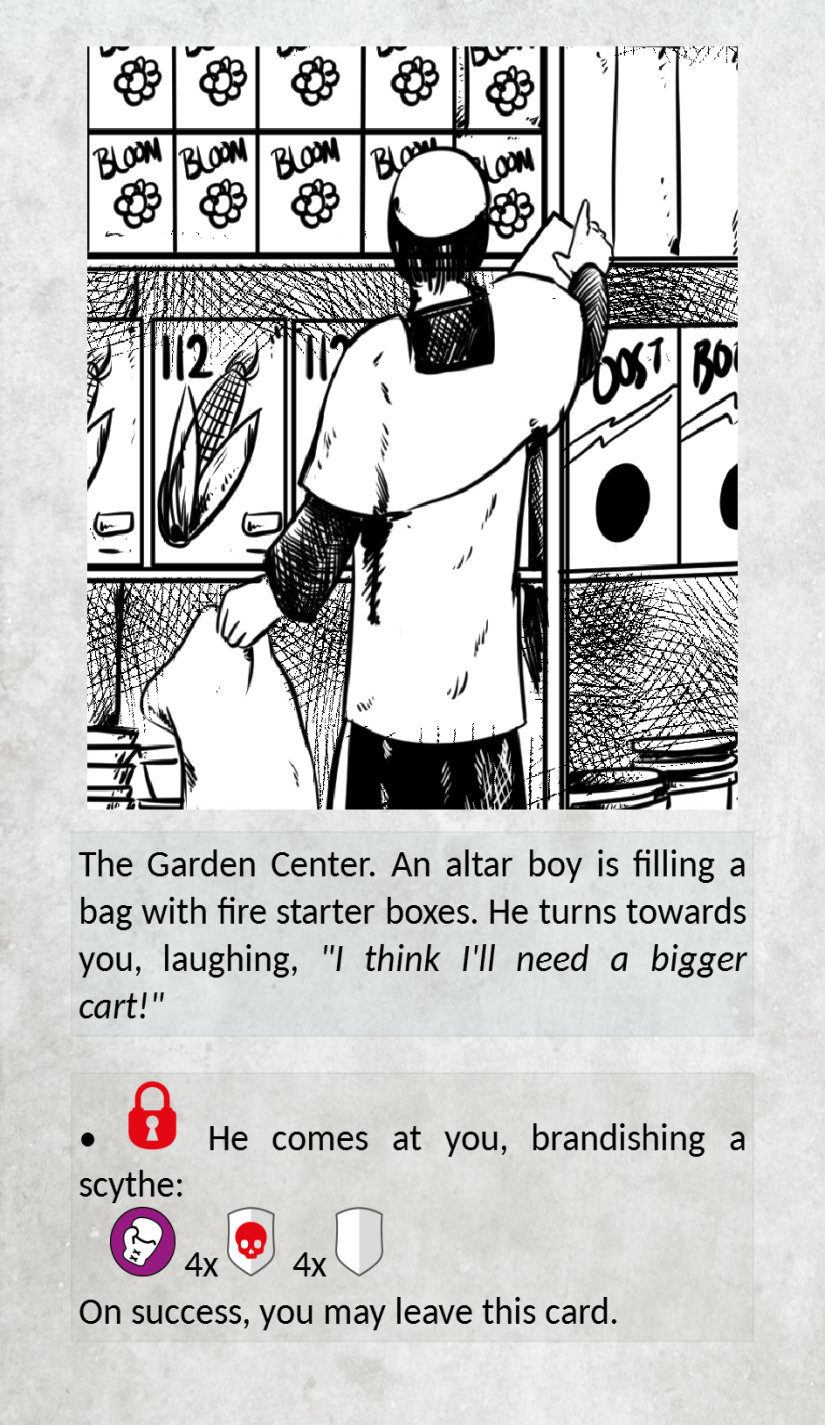 BLOOM BLOOM BLOOM BLOOM
112
The Garden Center. An altar boy is filling a
bag with fire starter boxes. He turns towards
you, laughing, "I think I'll need a bigger
cart!"
• He comes at you, brandishing a
scythe:
4x 4x
On success, you may leave this card.